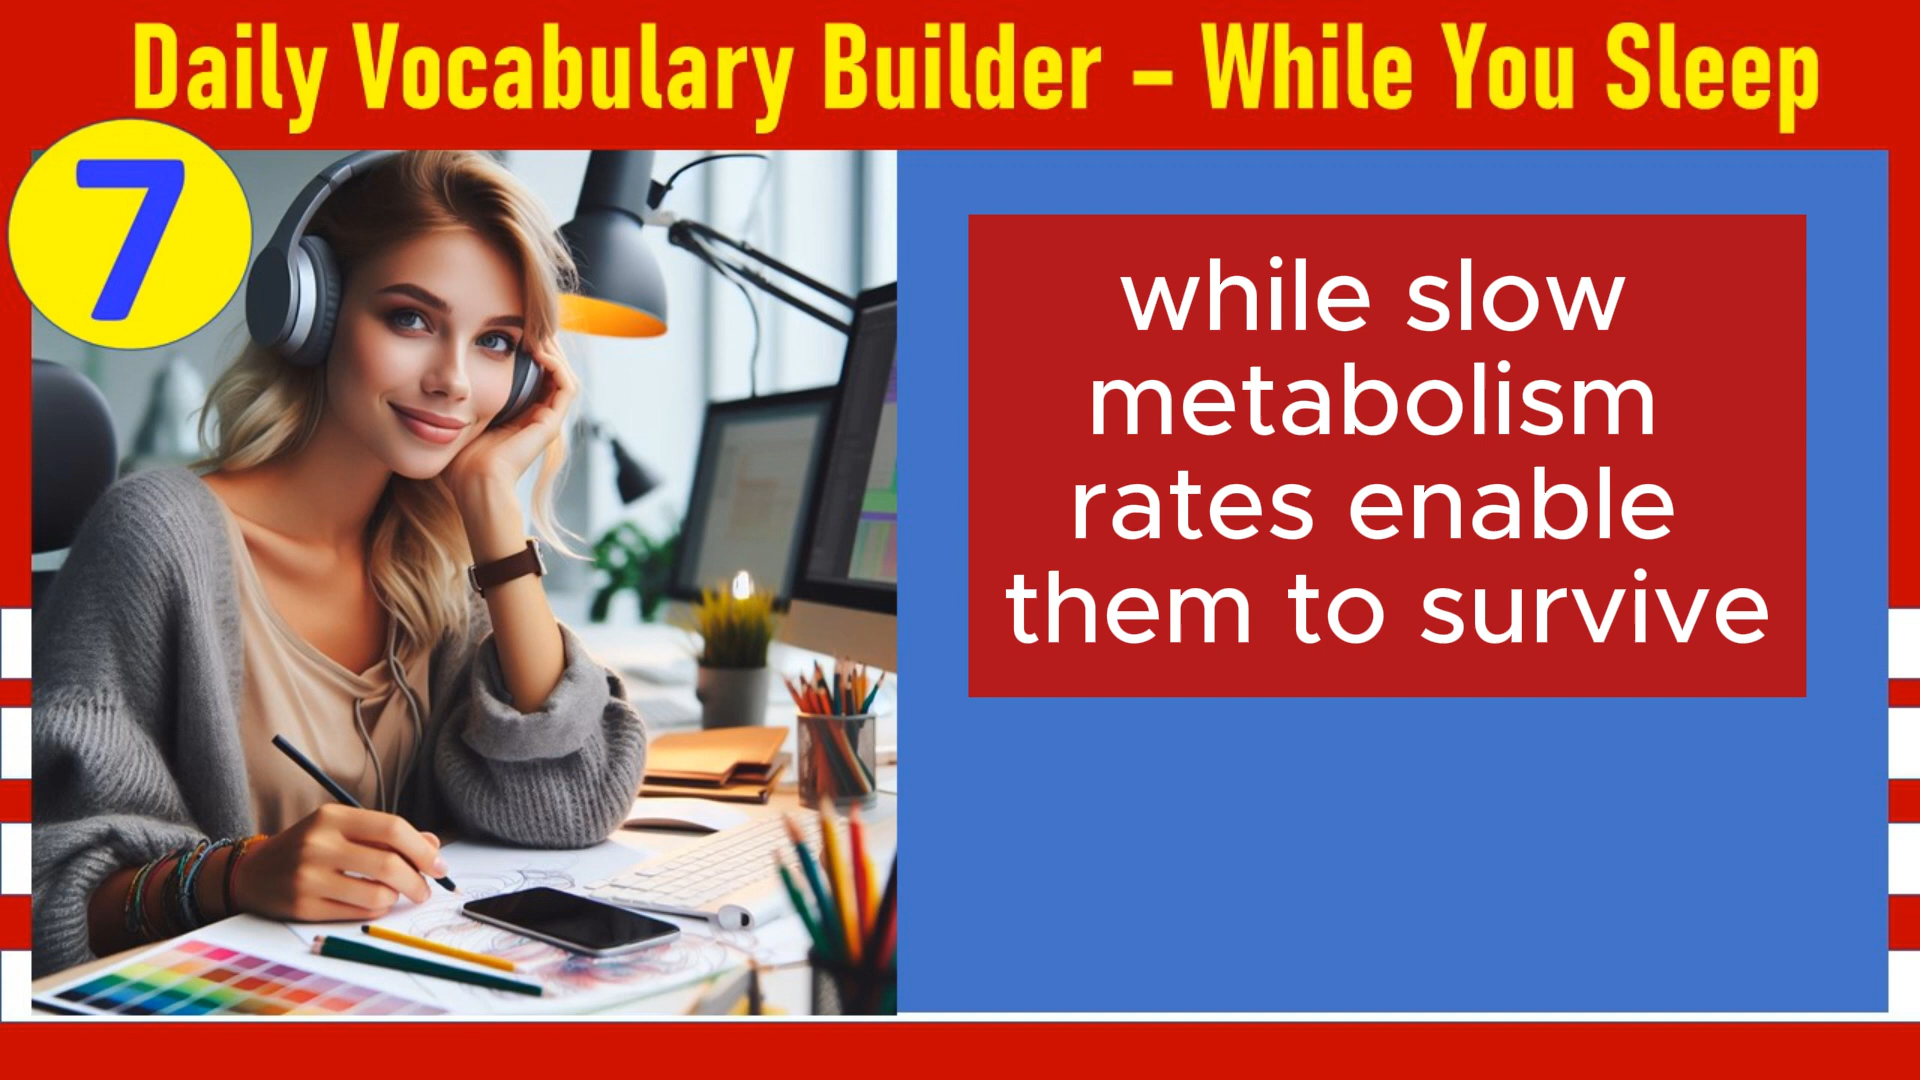 Daily Vocabulary Builder – While You Sleep
7
while slow
metabolism
rates enable
them to survive